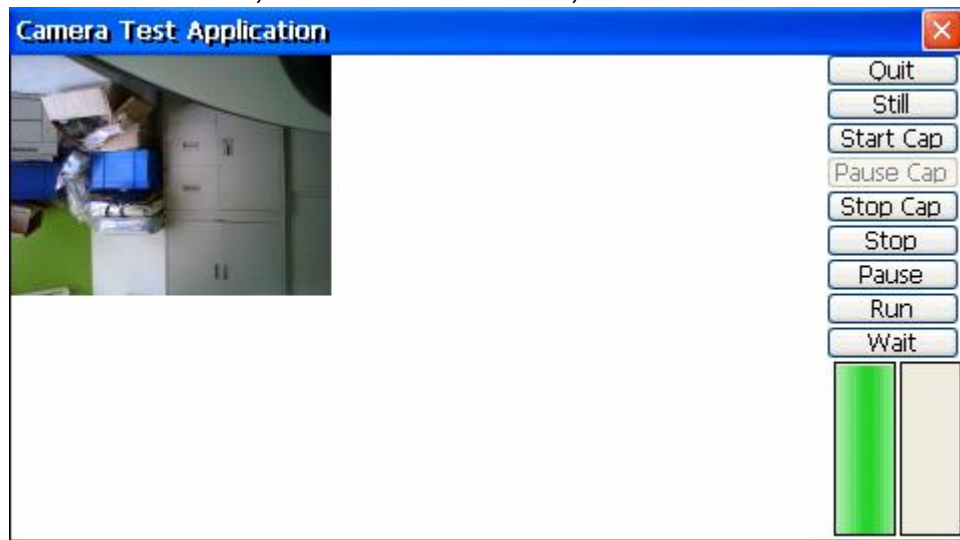 Camera Test Application
Quit
Still
Start Cap
Pause Cap
Stop Cap
Stop
Pause
Run
Wait